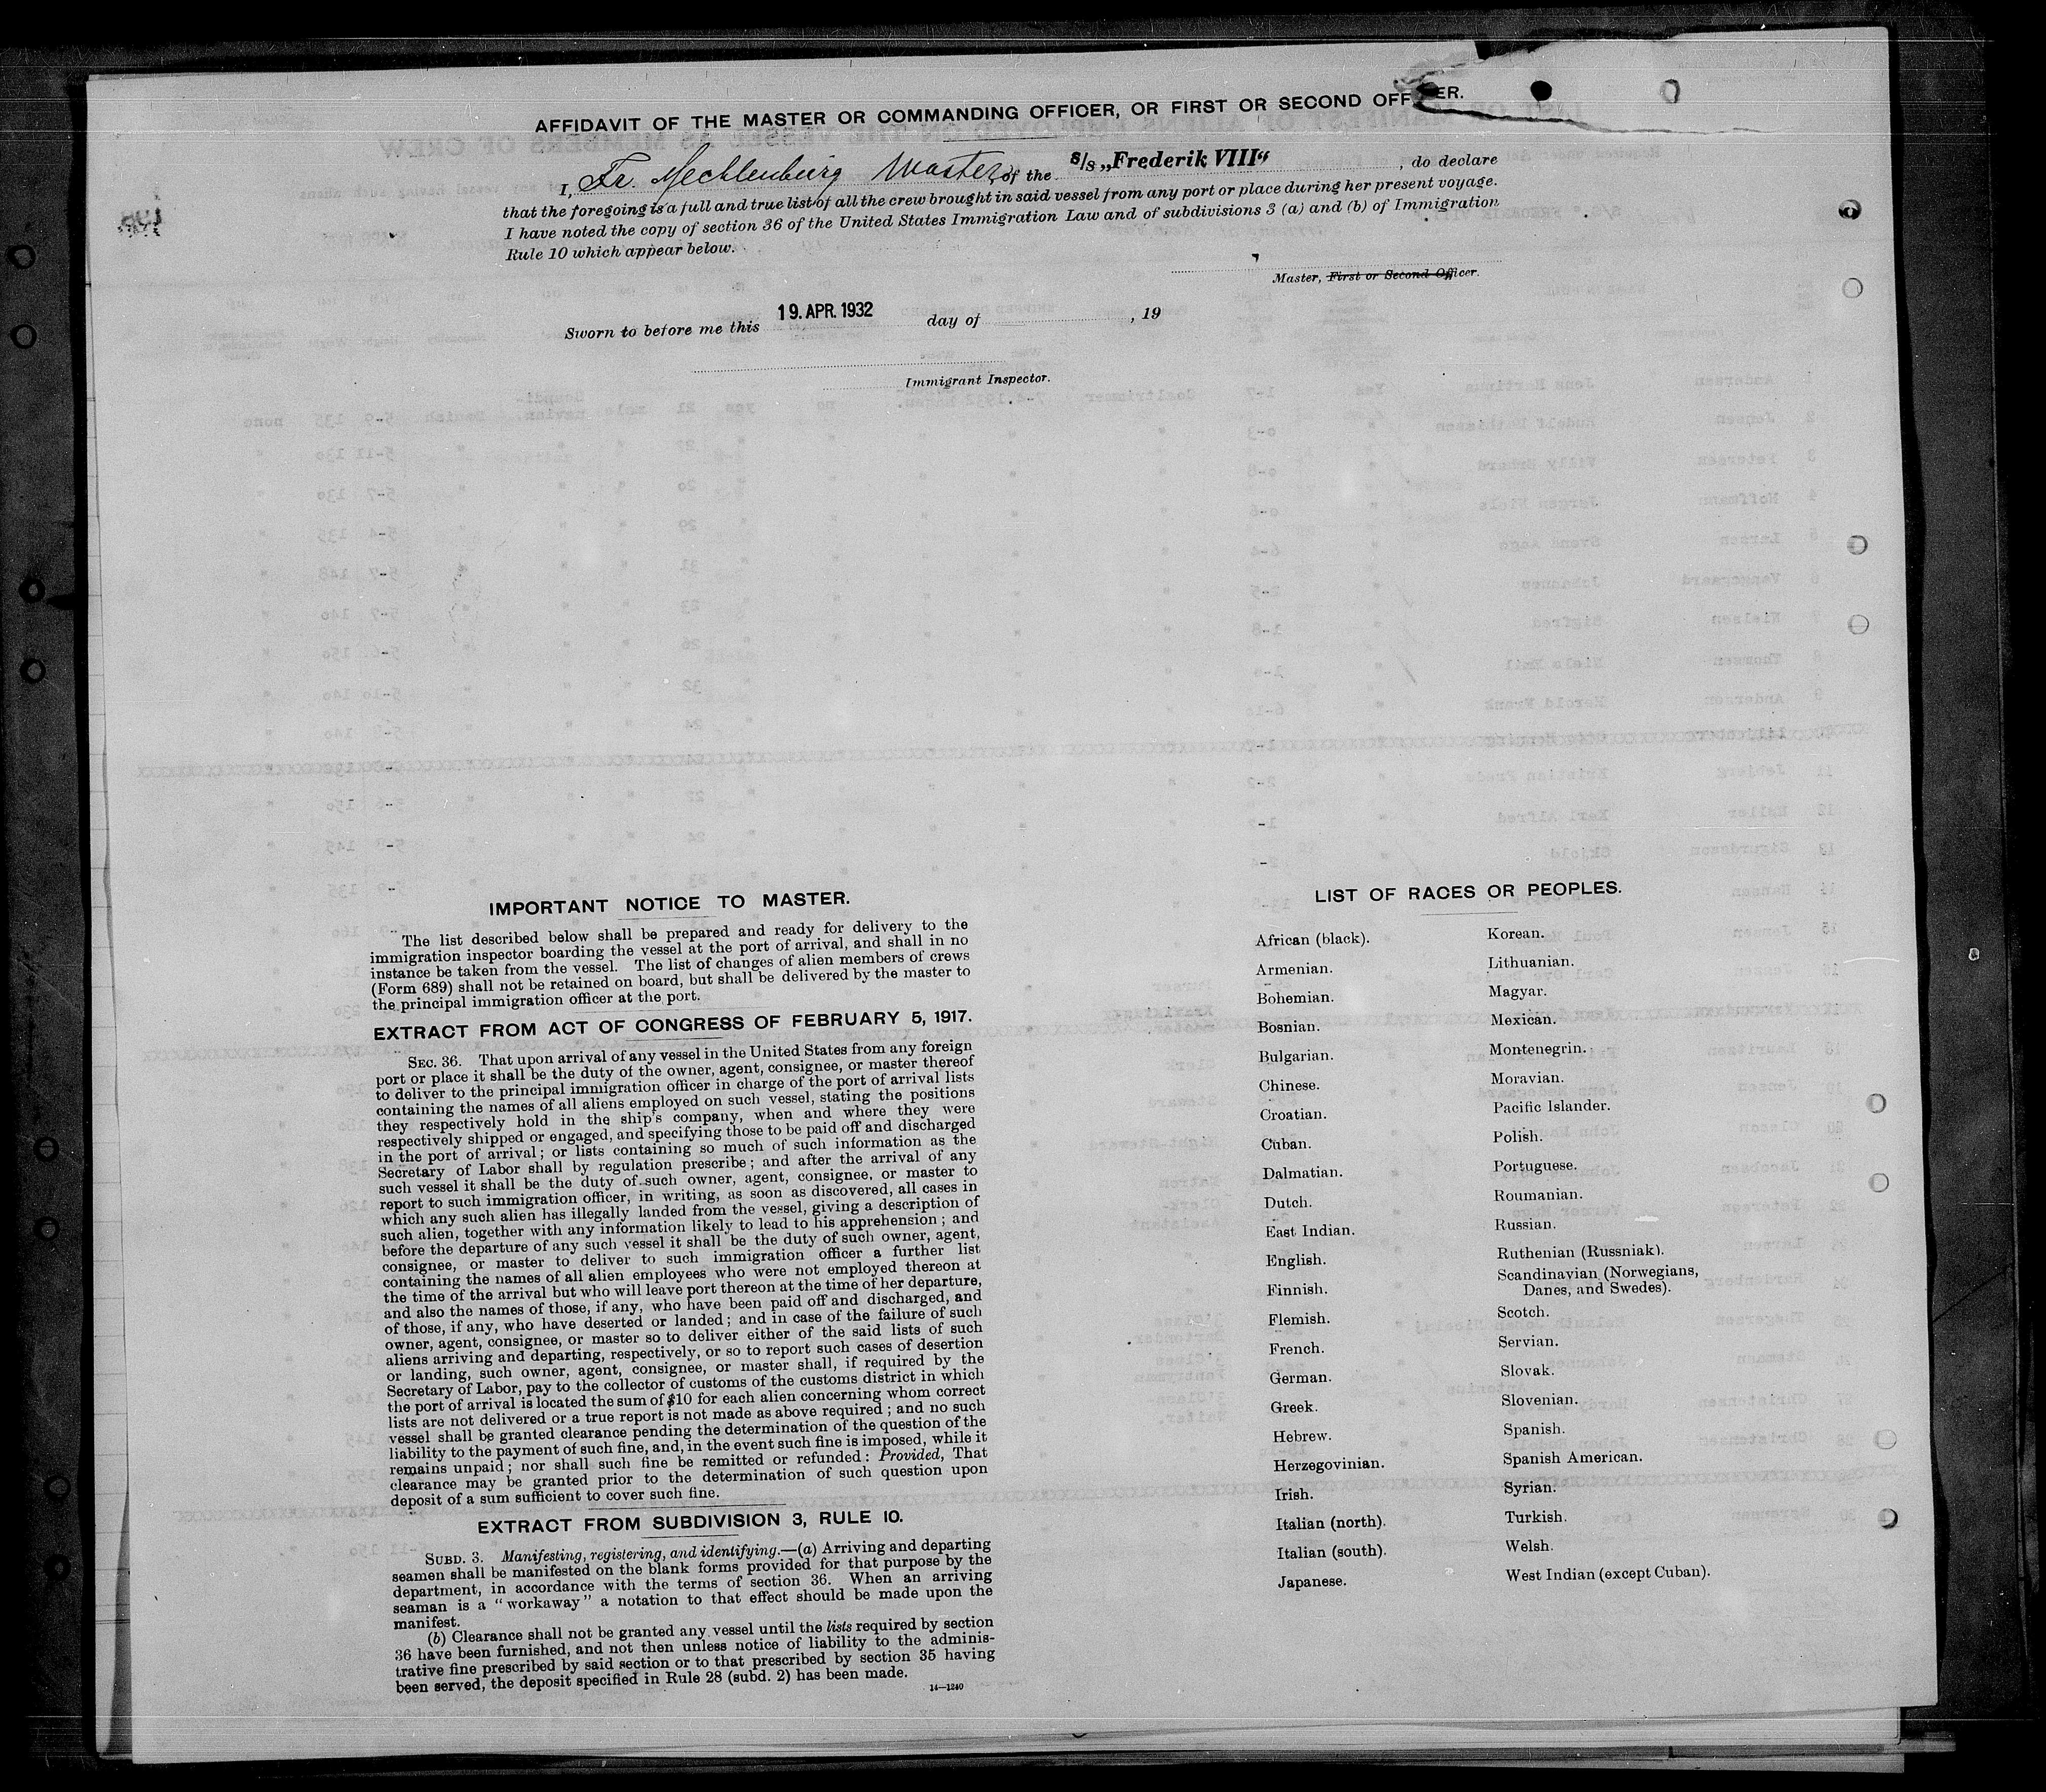 AFFIDAVIT OF THE MASTER OR COMMANDING OFFICER, OR FIRST OR SECOND OFFICER.
I, Fr. Mecklenburg Master, of the S/S „Frederik VIII“, do declare
that the foregoing is a full and true list of all the crew brought in said vessel from any port or place during her present voyage.
I have noted the copy of section 36 of the United States Immigration Law and of subdivisions 3 (a) and (b) of Immigration
Rule 10 which appear below.
Master, First or Second Officer.
Sworn to before me this 19. APR. 1932 day of , 19
Immigrant Inspector.
IMPORTANT NOTICE TO MASTER.
The list described below shall be prepared and ready for delivery to the
immigration inspector boarding the vessel at the port of arrival, and shall in no
instance be taken from the vessel. The list of changes of alien members of crews
(Form 689) shall not be retained on board, but shall be delivered by the master to
the principal immigration officer at the port.
EXTRACT FROM ACT OF CONGRESS OF FEBRUARY 5, 1917.
SEC. 36. That upon arrival of any vessel in the United States from any foreign
port or place it shall be the duty of the owner, agent, consignee, or master thereof
to deliver to the principal immigration officer in charge of the port of arrival lists
containing the names of all aliens employed on such vessel, stating the positions
they respectively hold in the ship's company, when and where they were
respectively shipped or engaged, and specifying those to be paid off and discharged
in the port of arrival; or lists containing so much of such information as the
Secretary of Labor shall by regulation prescribe; and after the arrival of any
such vessel it shall be the duty of such owner, agent, consignee, or master to
report to such immigration officer, in writing, as soon as discovered, all cases in
which any such alien has illegally landed from the vessel, giving a description of
such alien, together with any information likely to lead to his apprehension; and
before the departure of any such vessel it shall be the duty of such owner, agent,
consignee, or master to deliver to such immigration officer a further list
containing the names of all alien employees who were not employed thereon at
the time of the arrival but who will leave port thereon at the time of her departure,
and also the names of those, if any, who have been paid off and discharged, and
of those, if any, who have deserted or landed; and in case of the failure of such
owner, agent, consignee, or master so to deliver either of the said lists of such
aliens arriving and departing, respectively, or so to report such cases of desertion
or landing, such owner, agent, consignee, or master shall, if required by the
Secretary of Labor, pay to the collector of customs of the customs district in which
the port of arrival is located the sum of $10 for each alien concerning whom correct
lists are not delivered or a true report is not made as above required; and no such
vessel shall be granted clearance pending the determination of the question of the
liability to the payment of such fine, and, in the event such fine is imposed, while it
remains unpaid; nor shall such fine be remitted or refunded: Provided, That
clearance may be granted prior to the determination of such question upon
deposit of a sum sufficient to cover such fine.
EXTRACT FROM SUBDIVISION 3, RULE 10.
SUBD. 3. Manifesting, registering, and identifying.—(a) Arriving and departing
seamen shall be manifested on the blank forms provided for that purpose by the
department, in accordance with the terms of section 36. When an arriving
seaman is a "workaway" a notation to that effect should be made upon the
manifest.
(b) Clearance shall not be granted any vessel until the lists required by section
36 have been furnished, and not then unless notice of liability to the adminis-
trative fine prescribed by said section or to that prescribed by section 35 having
been served, the deposit specified in Rule 28 (subd. 2) has been made.
14—1240
LIST OF RACES OR PEOPLES.
African (black).
Armenian.
Bohemian.
Bosnian.
Bulgarian.
Chinese.
Croatian.
Cuban.
Dalmatian.
Dutch.
East Indian.
English.
Finnish.
Flemish.
French.
German.
Greek.
Hebrew.
Herzegovinian.
Irish.
Italian (north).
Italian (south).
Japanese.
Korean.
Lithuanian.
Magyar.
Mexican.
Montenegrin.
Moravian.
Pacific Islander.
Polish.
Portuguese.
Roumanian.
Russian.
Ruthenian (Russniak).
Scandinavian (Norwegians,
Danes, and Swedes).
Scotch.
Servian.
Slovak.
Slovenian.
Spanish.
Spanish American.
Syrian.
Turkish.
Welsh.
West Indian (except Cuban).